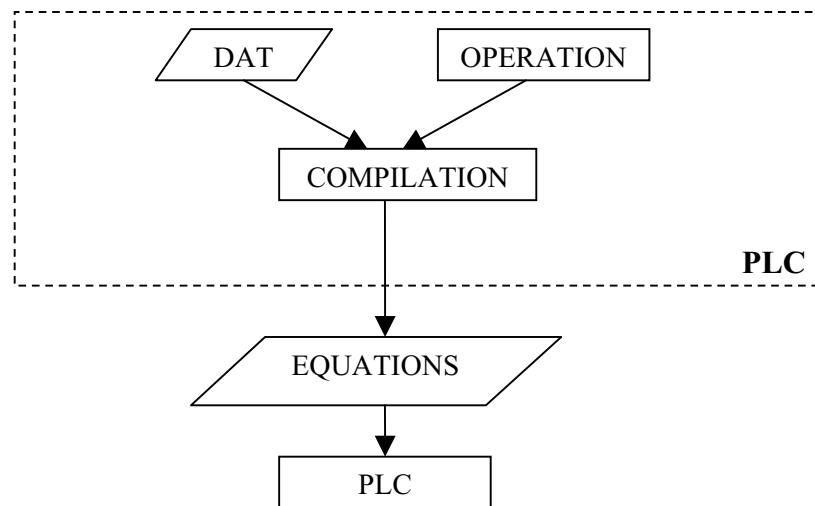 DAT
OPERATION
COMPILATION
PLC
EQUATIONS
PLC